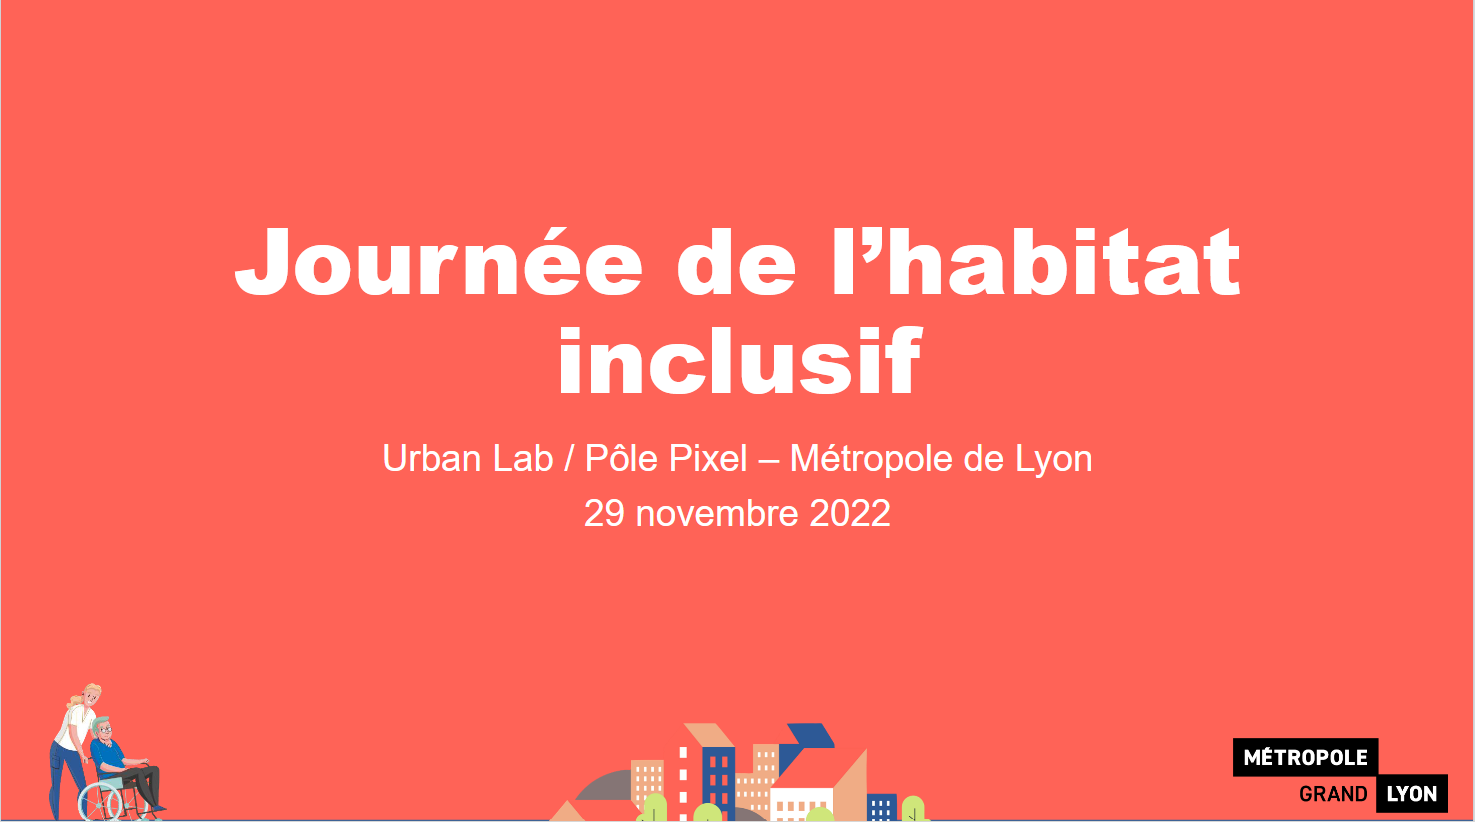 Journée de l’habitat
inclusif
Urban Lab / Pôle Pixel – Métropole de Lyon
29 novembre 2022
MÉTROPOLE
GRAND LYON